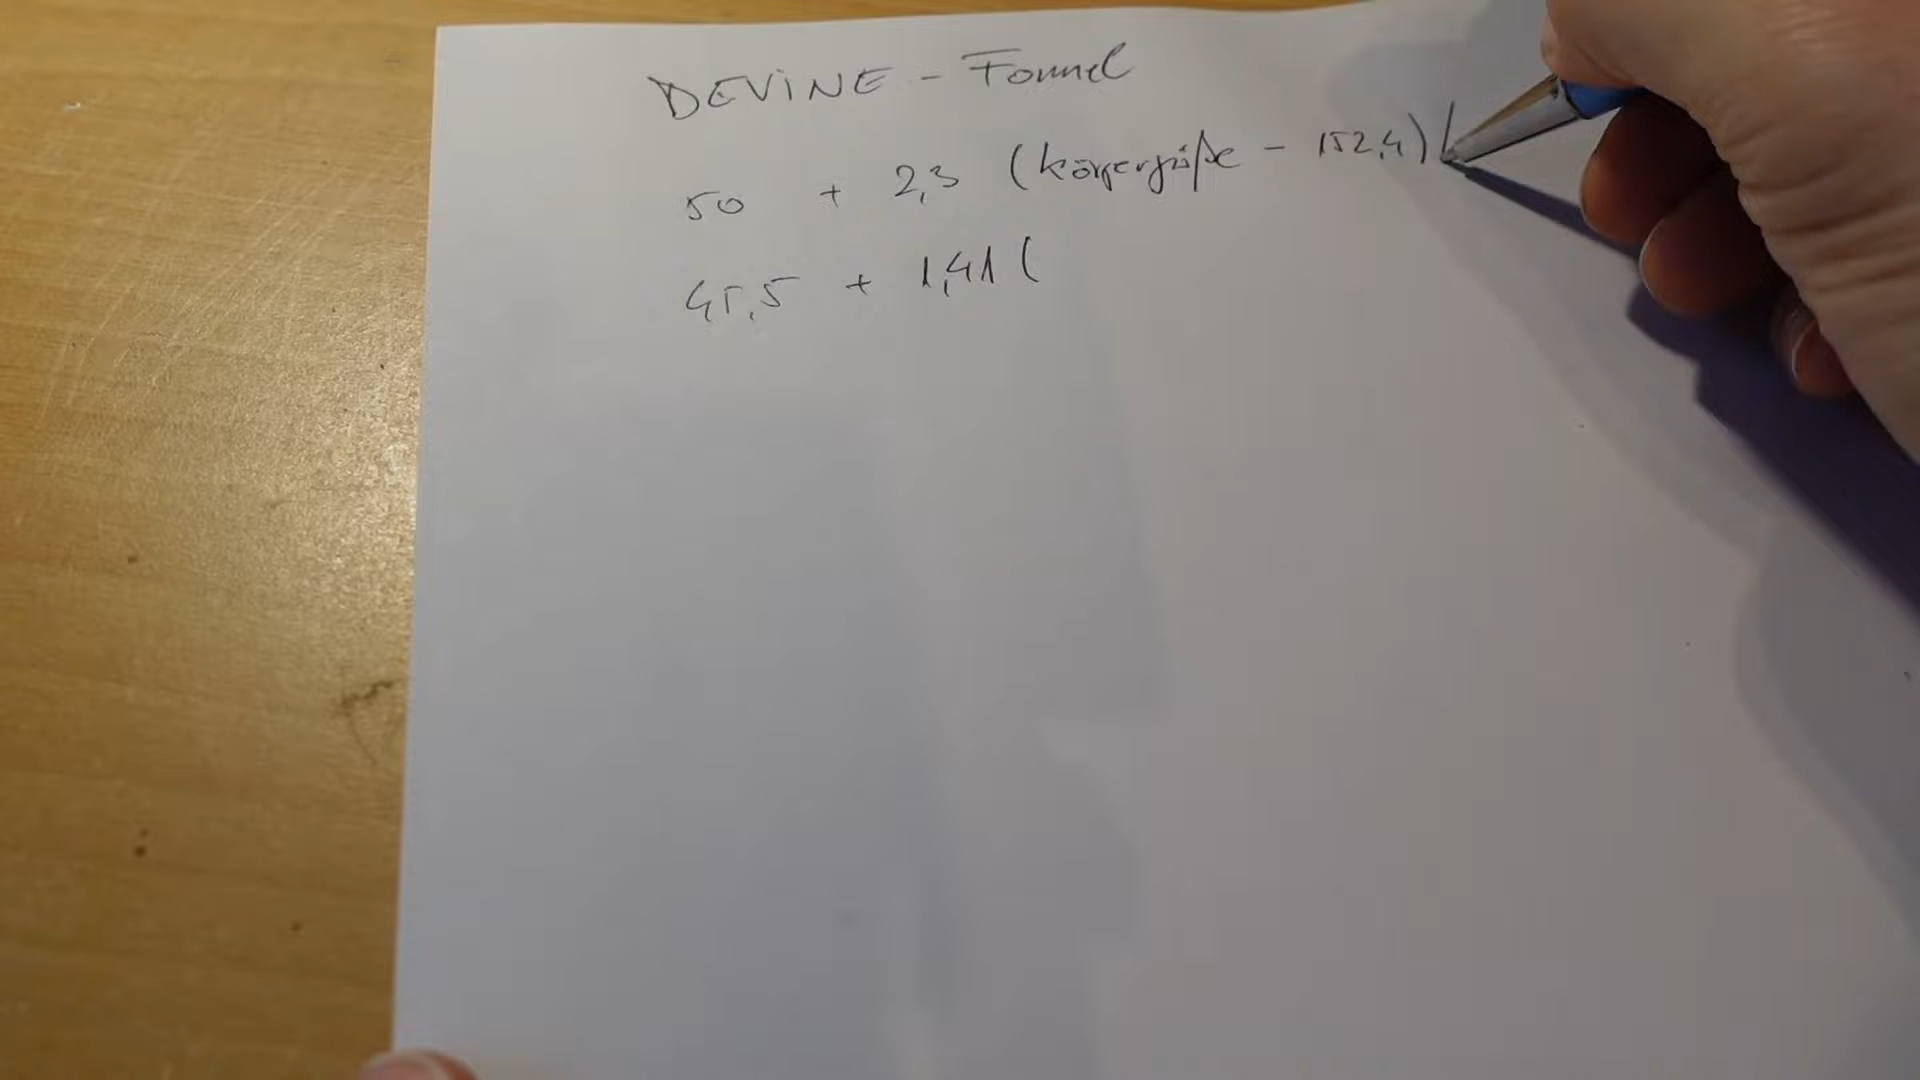 DEVINE - Formel
50 + 2,3 (Körpergröße - 152,4)
45,5 + 1,41 (